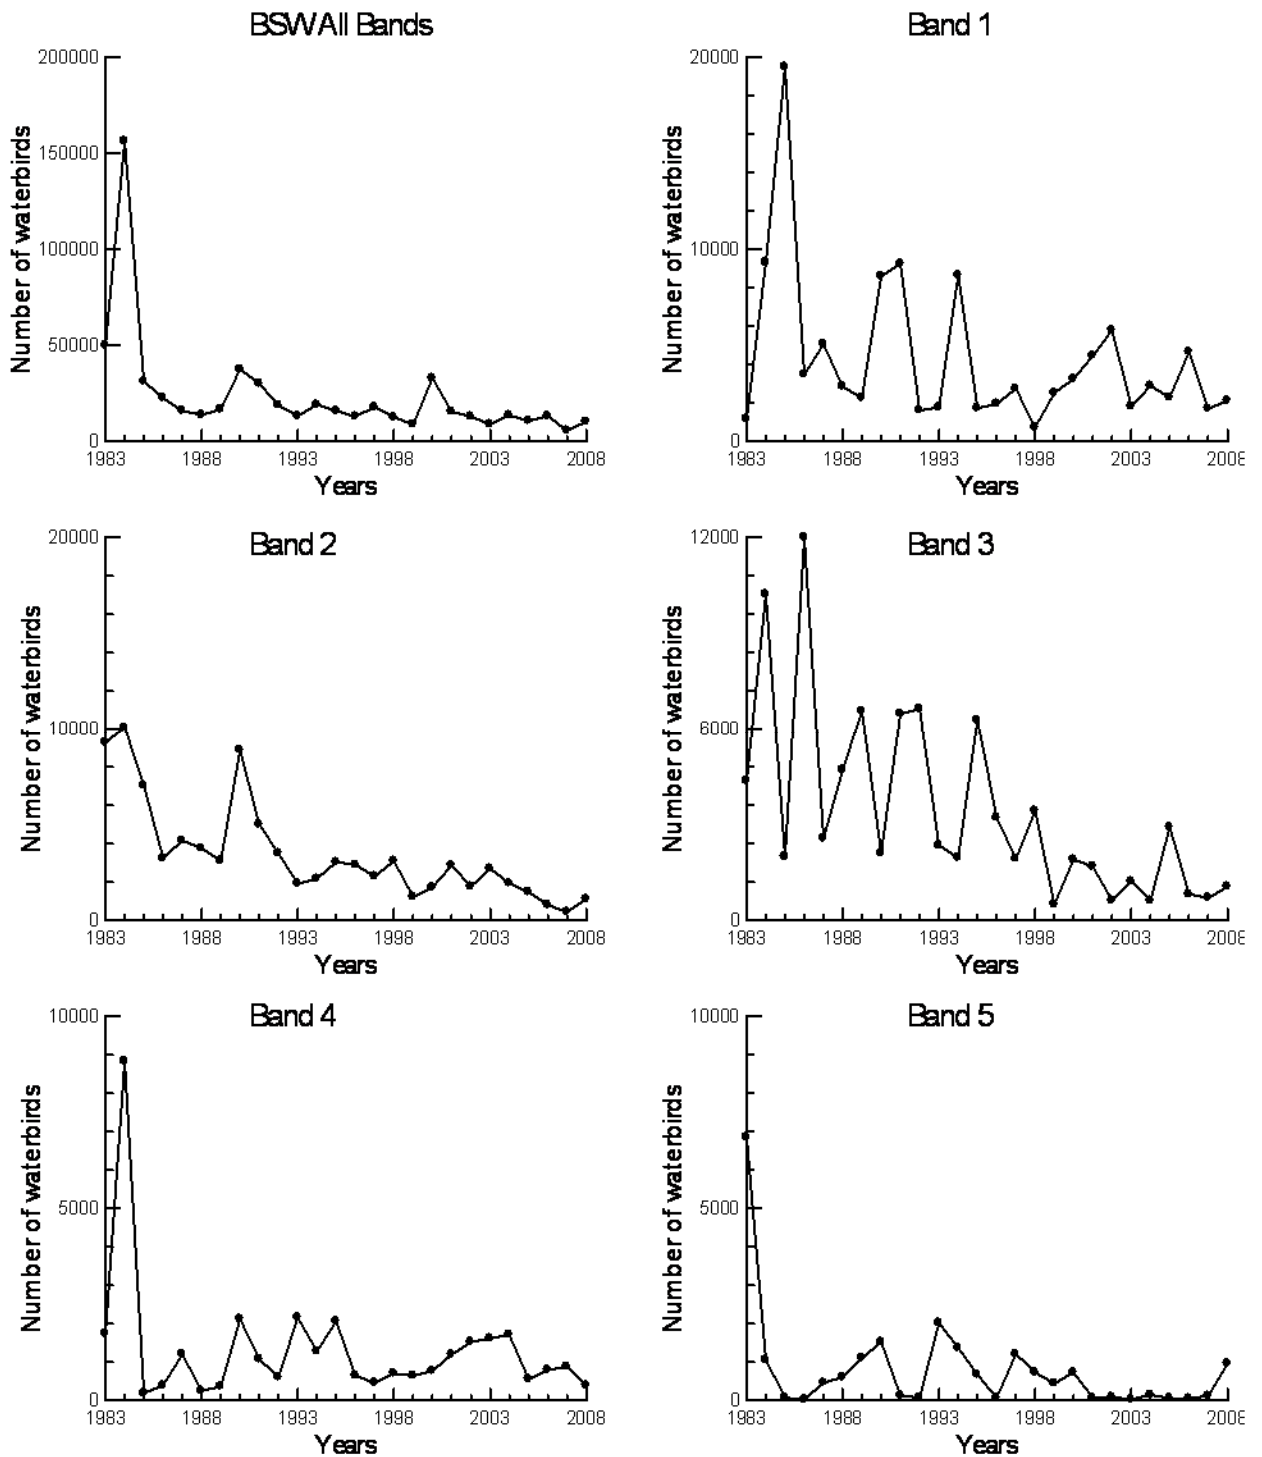 BSWAll Bands
200000
150000
100000
50000
0
Number of waterbirds
1983 1988 1993 1998 2003 2008
Years
Band 1
20000
10000
0
Number of waterbirds
1983 1988 1993 1998 2003 2008
Years
Band 2
20000
10000
0
Number of waterbirds
1983 1988 1993 1998 2003 2008
Years
Band 3
12000
6000
0
Number of waterbirds
1983 1988 1993 1998 2003 2008
Years
Band 4
10000
5000
0
Number of waterbirds
1983 1988 1993 1998 2003 2008
Years
Band 5
10000
5000
0
Number of waterbirds
1983 1988 1993 1998 2003 2008
Years